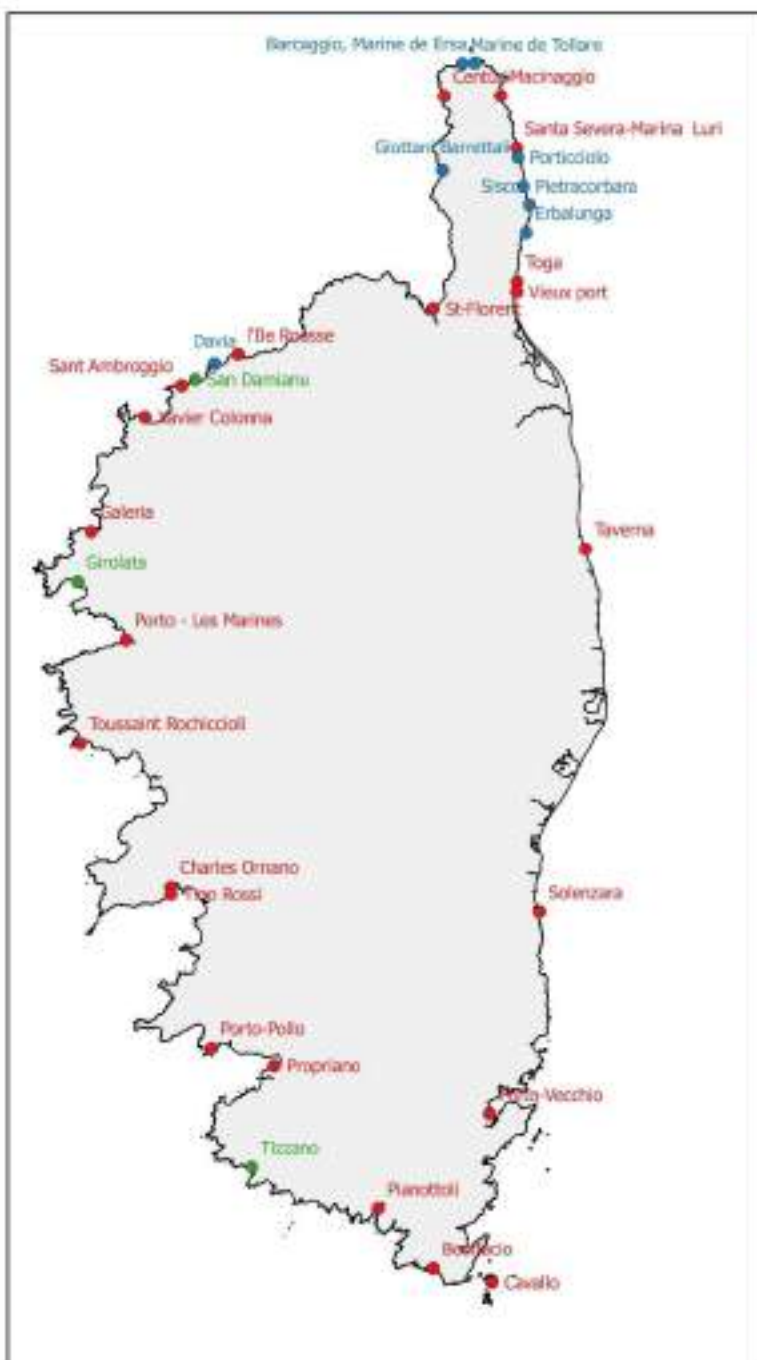 Barcaggio, Marine de Ersa, Marine de Tollare
Centuri Macinaggio
Santa Severa-Marina Luri
Giottani Barrettali
Porticciolo
Sisco Pietracorbara
Erbalunga
Toga
Vieux port
St-Florent
l'Ile Rousse
Davia
Sant Ambroggio
San Damianu
Xavier Colonna
Galeria
Taverna
Girolata
Porto - Les Marines
Toussaint Rochiccioli
Charles Ornano
Tino Rossi
Solenzara
Porto-Pollo
Propriano
Porto-Vecchio
Tizzano
Pianottoli
Bonifacio
Cavallo